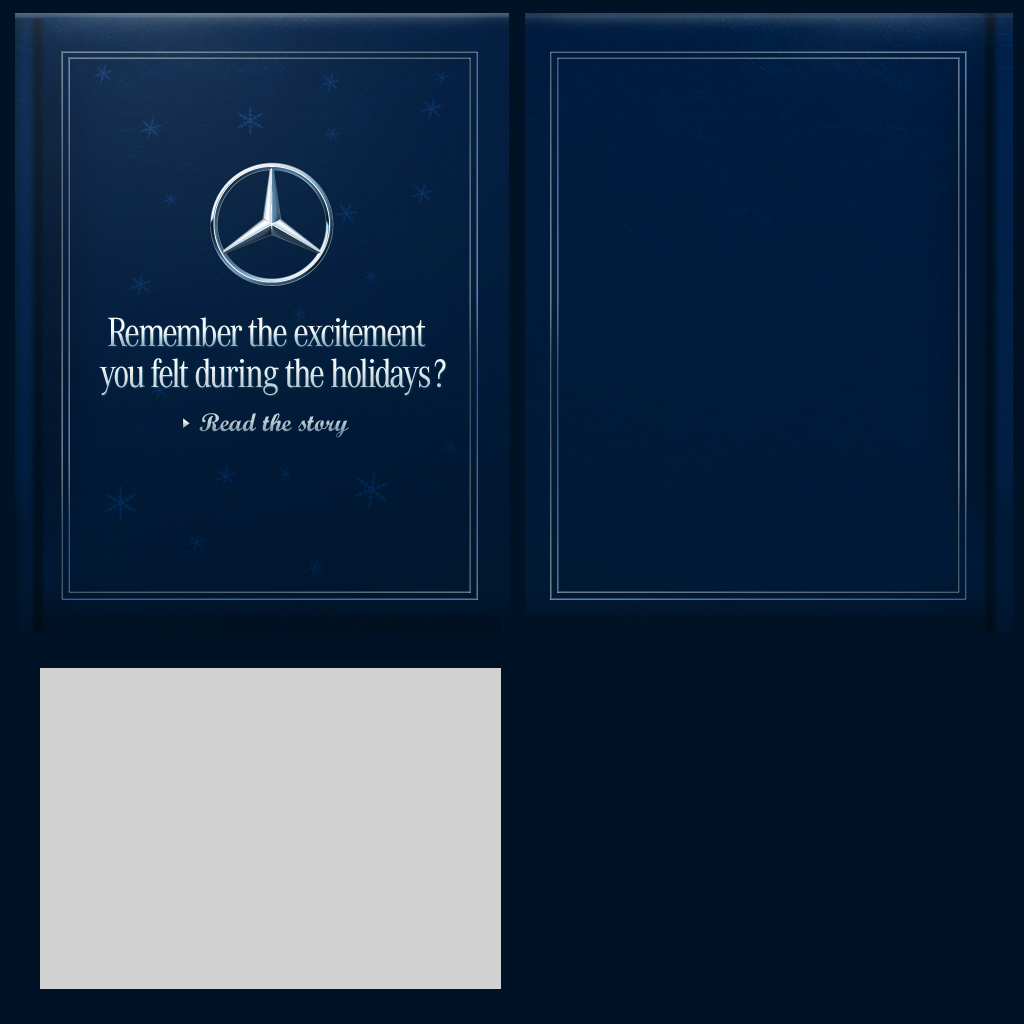 Remember the excitement
you felt during the holidays?
Read the story